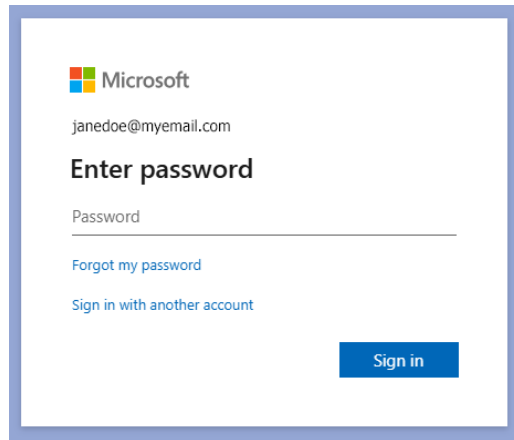 Microsoft
janedoe@myemail.com
Enter password
Password
Forgot my password
Sign in with another account
Sign in